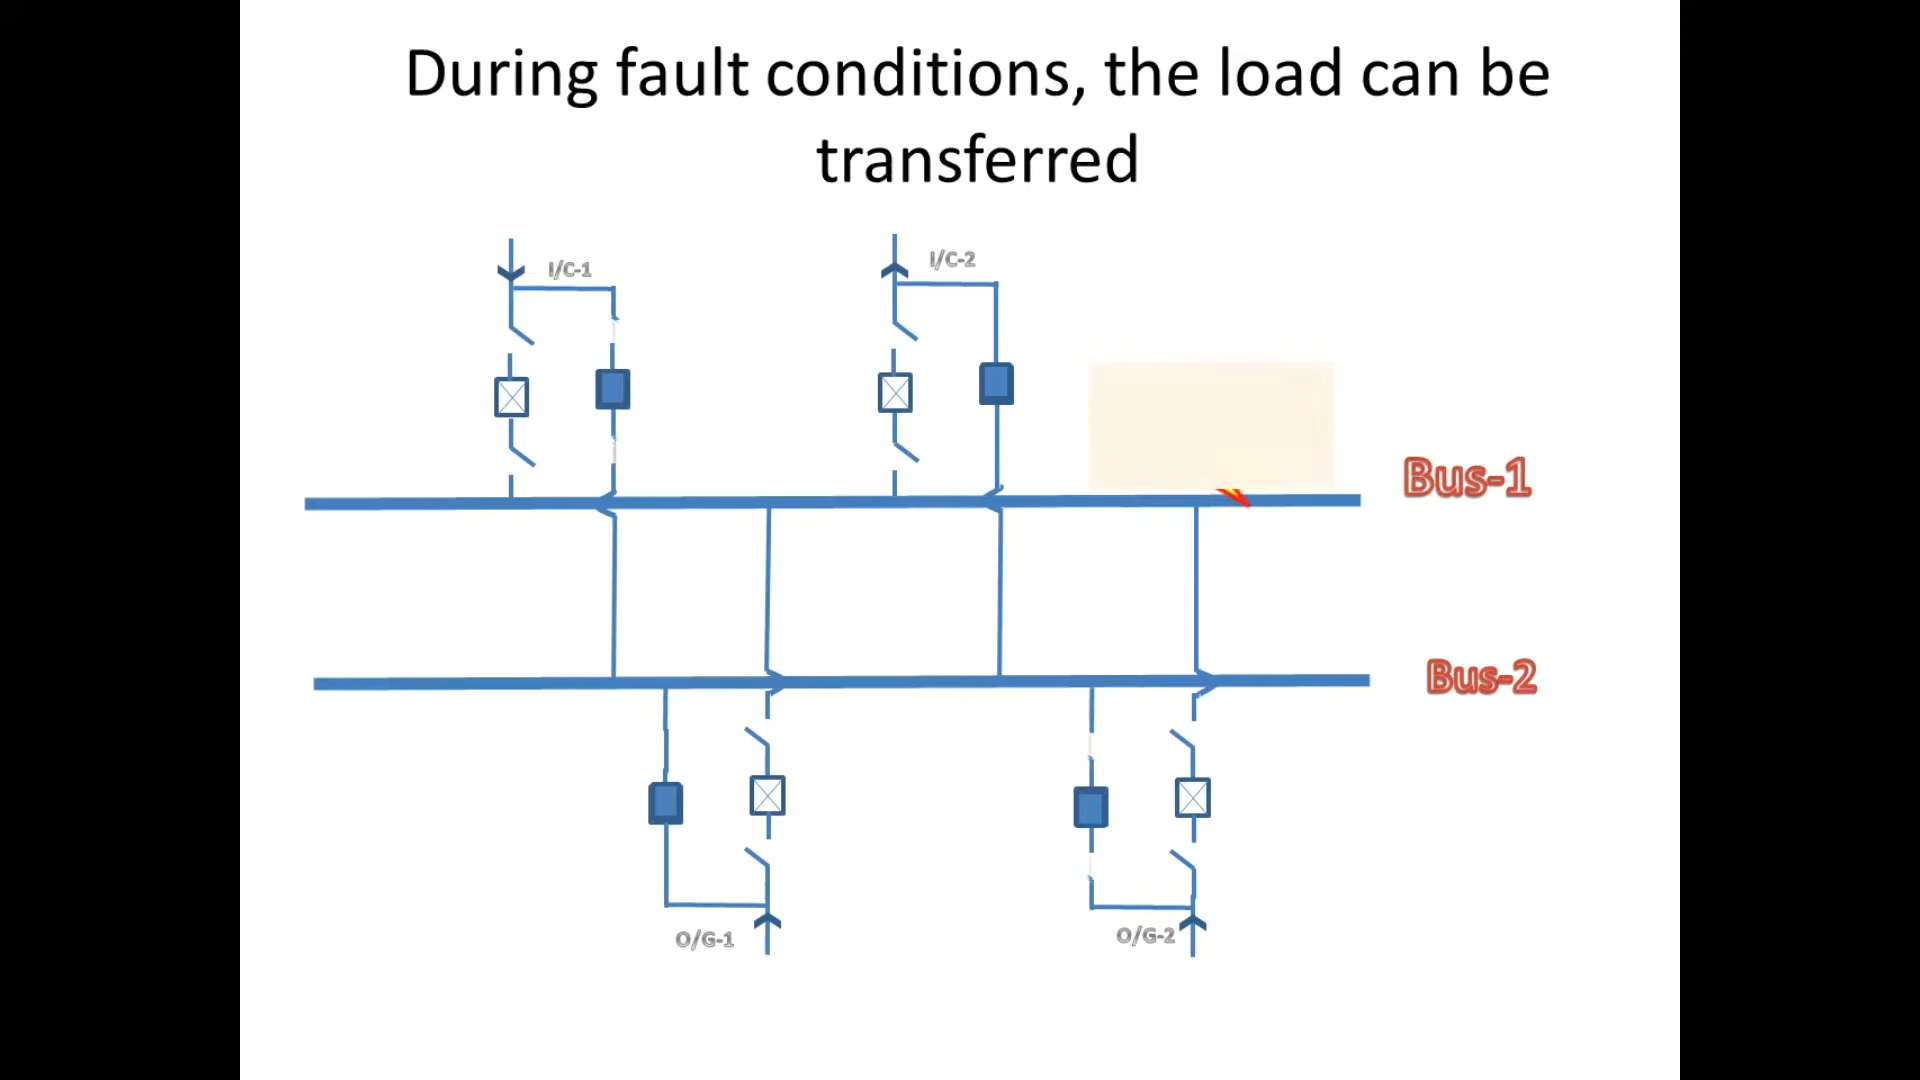 During fault conditions, the load can be
transferred
I/C-1
I/C-2
Bus-1
Bus-2
O/G-1
O/G-2